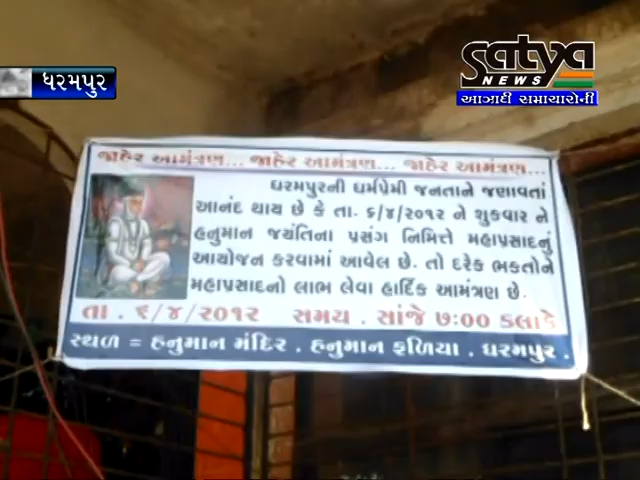 ધરમપુર
satya
NEWS
આઝાદી સમાચારોની
જાહેર આમંત્રણ... જાહેર આમંત્રણ... જાહેર આમંત્રણ...
ધરમપુરની ધર્મપ્રેમી જનતાને જણાવતાં
આનંદ થાય છે કે તા. ૬/૪/૨૦૧૨ ને શુક્રવાર ને
હનુમાન જયંતિના પ્રસંગ નિમિત્તે મહાપ્રસાદનું
આયોજન કરવામાં આવેલ છે. તો દરેક ભક્તોને
મહાપ્રસાદનો લાભ લેવા હાર્દિક આમંત્રણ છે.
તા . ૬/૪/૨૦૧૨ સમય . સાંજે ૭:૦૦ કલાકે
સ્થળ = હનુમાન મંદિર . હનુમાન ફળિયા . ધરમપુર .